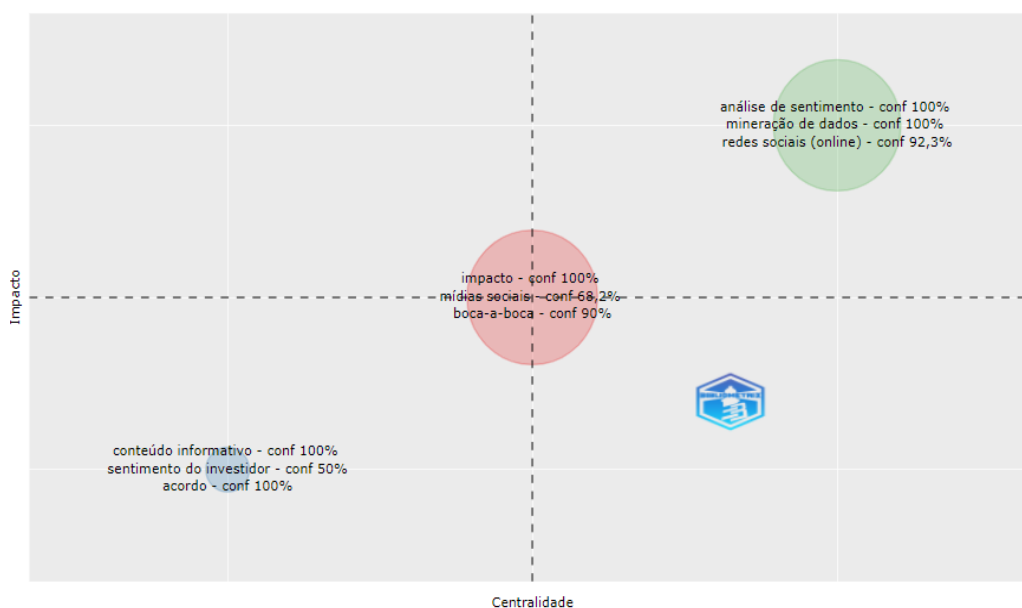 análise de sentimento - conf 100%
mineração de dados - conf 100%
redes sociais (online) - conf 92,3%
impacto - conf 100%
mídias sociais - conf 68,2%
boca-a-boca - conf 90%
Impacto
BIBLIOMETRIX
conteúdo informativo - conf 100%
sentimento do investidor - conf 50%
acordo - conf 100%
Centralidade